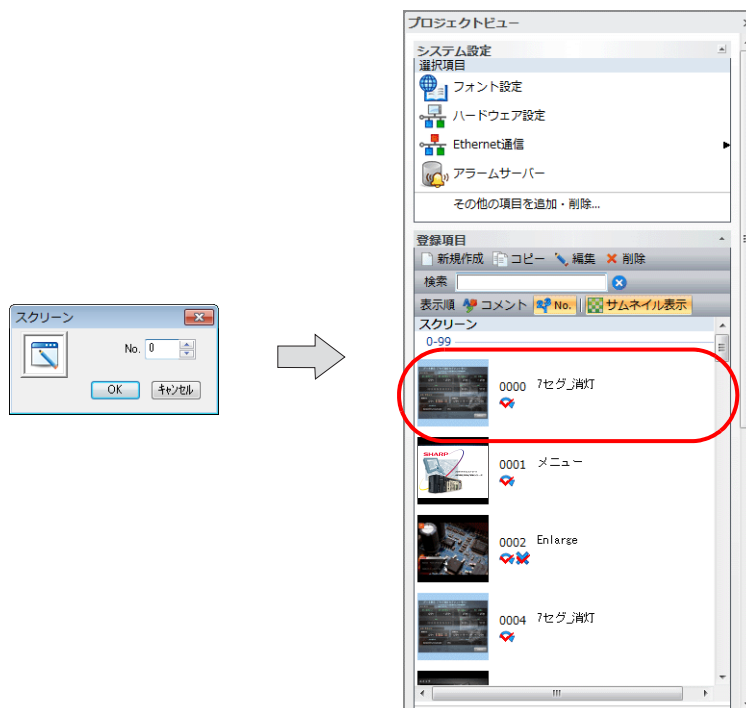 スクリーン
No. 0
OK キャンセル
プロジェクトビュー
システム設定
選択項目
フォント設定
ハードウェア設定
Ethernet通信
アラームサーバー
その他の項目を追加・削除...
登録項目
新規作成 コピー 編集 削除
検索
表示順 コメント No. サムネイル表示
スクリーン
0-99
0000 7セグ_消灯
SHARP
0001 メニュー
0002 Enlarge
0004 7セグ_消灯